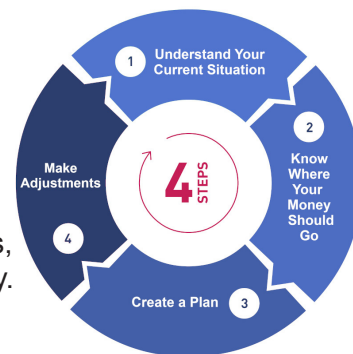 1
Understand Your
Current Situation
2
Know
Where
Your
Money
Should
Go
Create a Plan
3
Make
Adjustments
4
4
STEPS
s,
y.